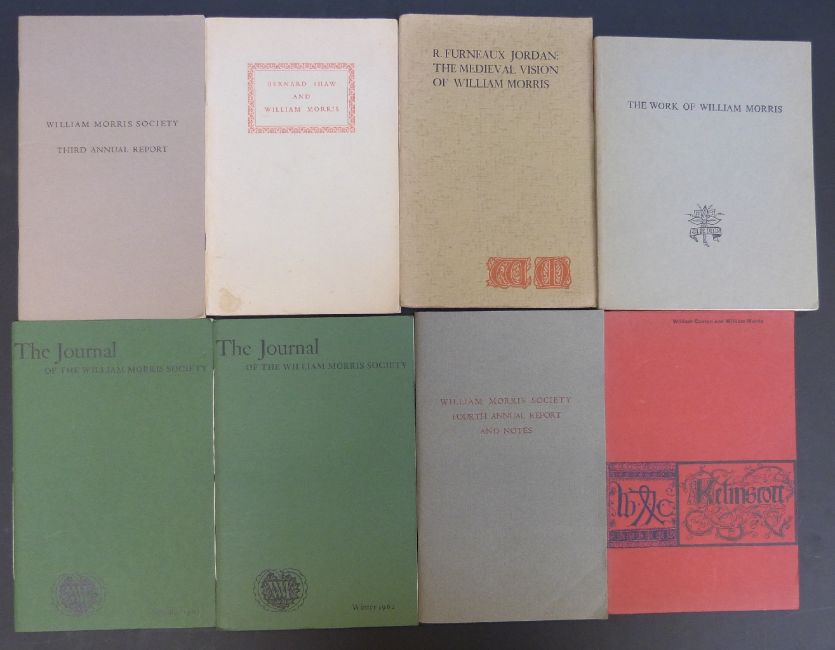 WILLIAM MORRIS SOCIETY
THIRD ANNUAL REPORT
BERNARD SHAW
AND
WILLIAM MORRIS
R. FURNEAUX JORDAN:
THE MEDIEVAL VISION
OF WILLIAM MORRIS
W M
THE WORK OF WILLIAM MORRIS
The Journal
OF THE WILLIAM MORRIS SOCIETY
The Journal
OF THE WILLIAM MORRIS SOCIETY
Winter 1962
WILLIAM MORRIS SOCIETY
FOURTH ANNUAL REPORT
AND NOTES
William Caxton and William Morris
W C
Kelmscott